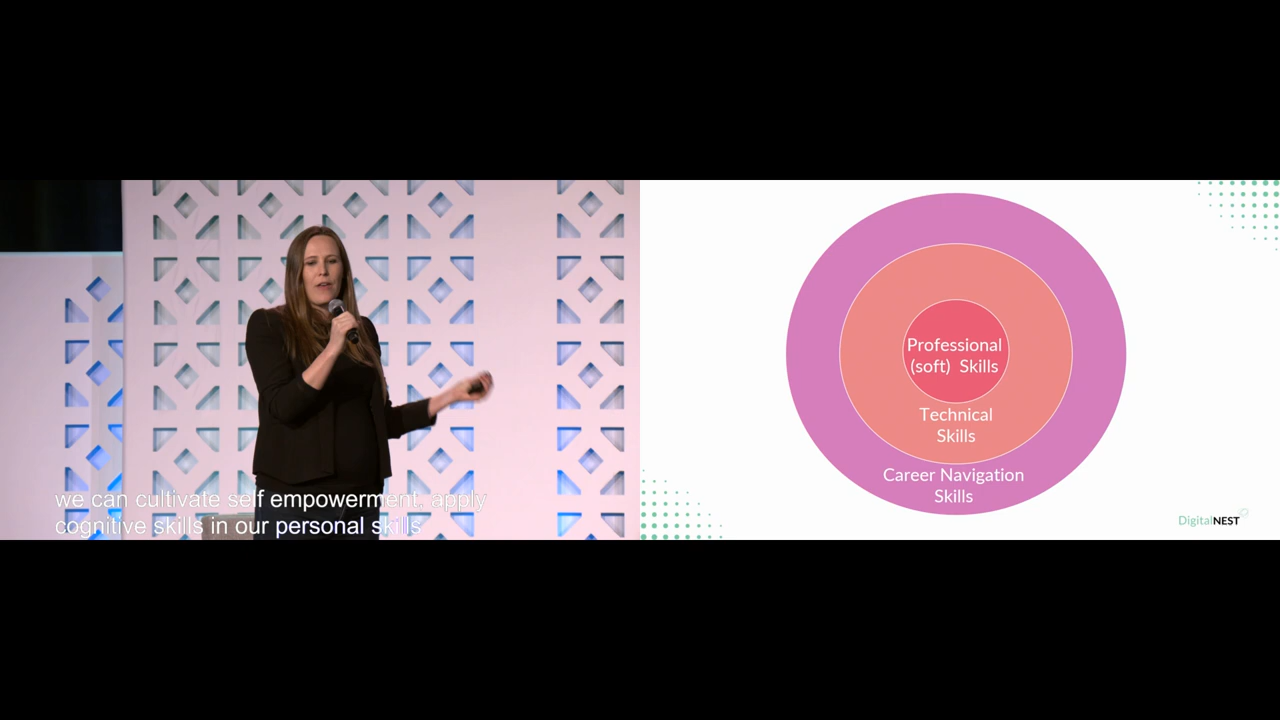 we can cultivate self empowerment, apply
cognitive skills in our personal skills
Professional
(soft) Skills
Technical
Skills
Career Navigation
Skills
DigitalNEST